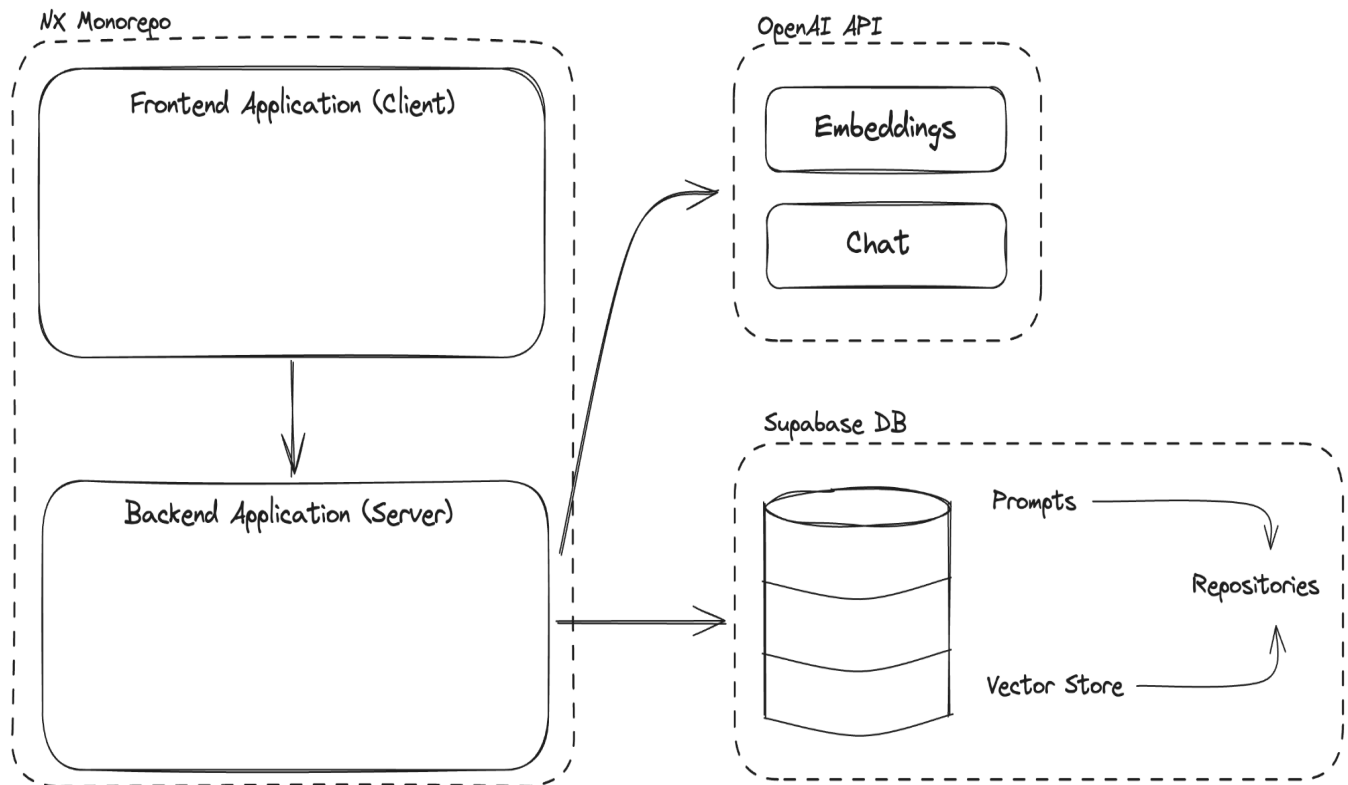 NX Monorepo
Frontend Application (Client)
Backend Application (Server)
OpenAI API
Embeddings
Chat
Supabase DB
Prompts
Repositories
Vector Store